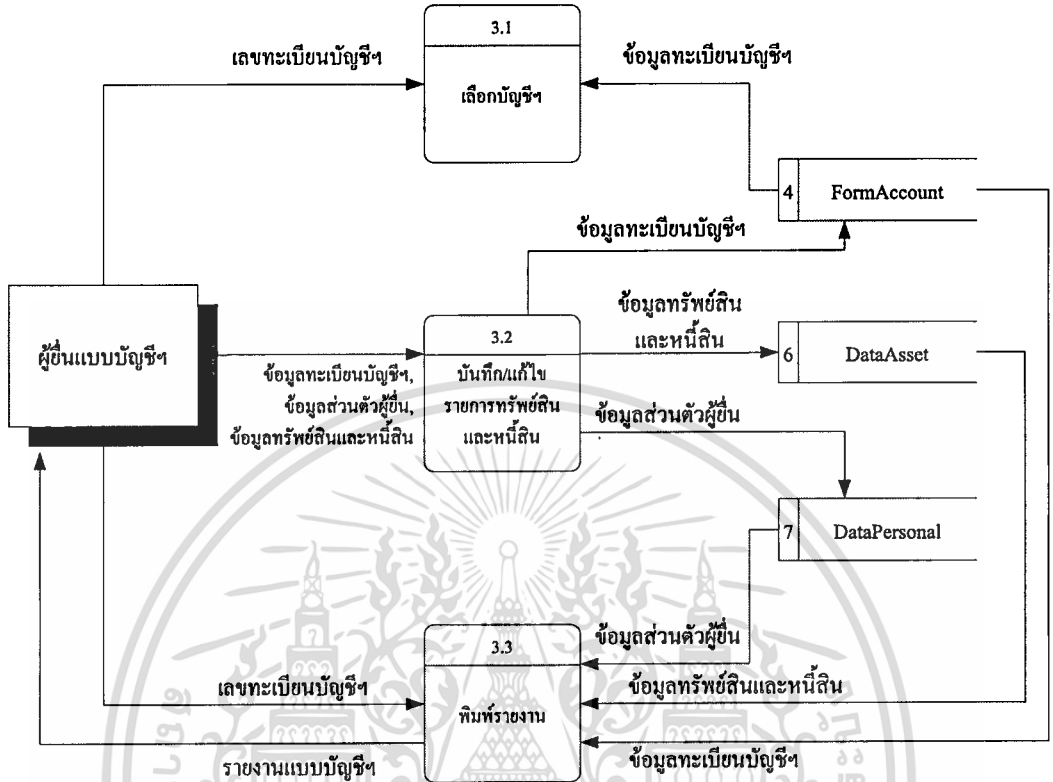 3.1
เลขทะเบียนบัญชีฯ
ข้อมูลทะเบียนบัญชีฯ
เลือกบัญชีฯ
4 FormAccount
ข้อมูลทะเบียนบัญชีฯ
ผู้ยื่นแบบบัญชีฯ
ข้อมูลทรัพย์สิน
และหนี้สิน
3.2
บันทึก/แก้ไข
รายการทรัพย์สิน
และหนี้สิน
6 DataAsset
ข้อมูลทะเบียนบัญชีฯ,
ข้อมูลส่วนตัวผู้ยื่น,
ข้อมูลทรัพย์สินและหนี้สิน
ข้อมูลส่วนตัวผู้ยื่น
7 DataPersonal
3.3
ข้อมูลส่วนตัวผู้ยื่น
เลขทะเบียนบัญชีฯ
ข้อมูลทรัพย์สินและหนี้สิน
พิมพ์รายงาน
รายงานแบบบัญชีฯ
ข้อมูลทะเบียนบัญชีฯ